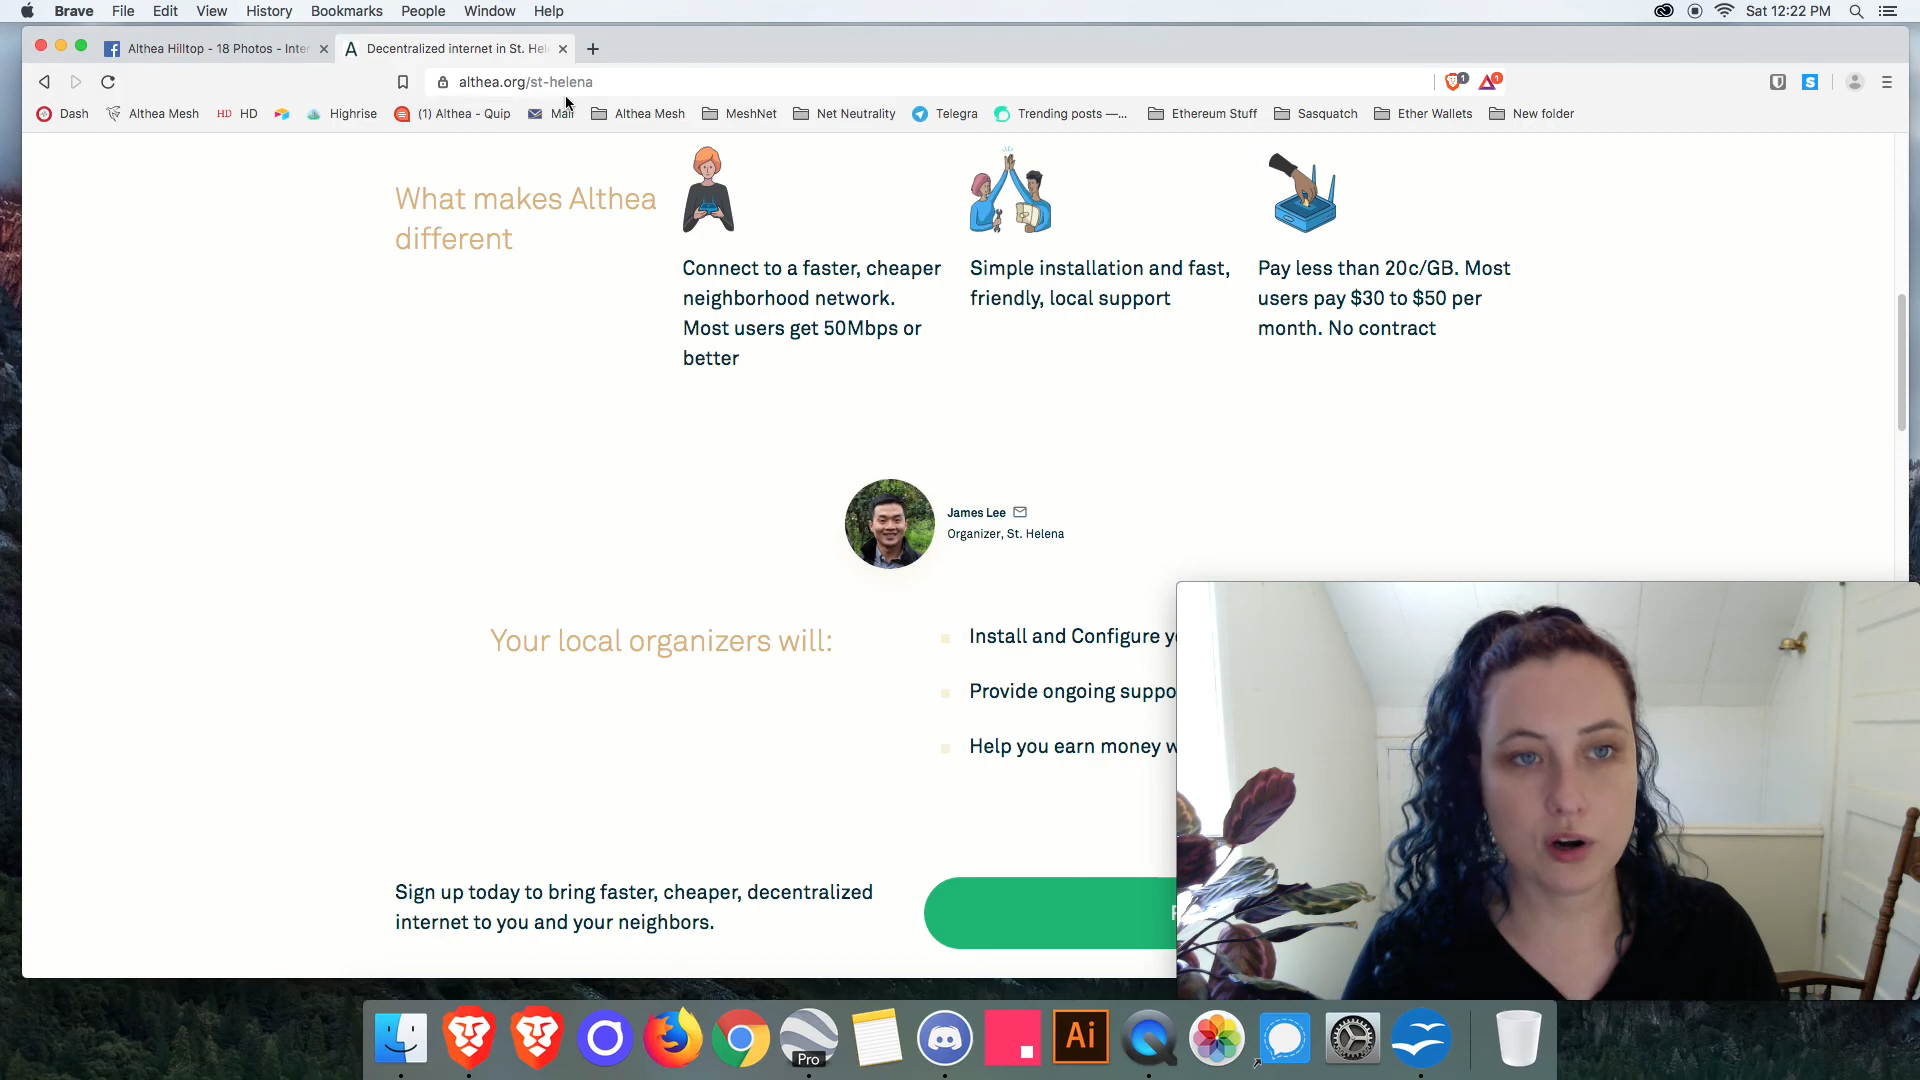 Brave File Edit View History Bookmarks People Window Help
Sat 12:22 PM
Althea Hilltop - 18 Photos - Inter
Decentralized internet in St. Hel
althea.org/st-helena
1
1
Dash
Althea Mesh
HD HD
Highrise
(1) Althea - Quip
Mail
Althea Mesh
MeshNet
Net Neutrality
Telegra
Trending posts —...
Ethereum Stuff
Sasquatch
Ether Wallets
New folder
What makes Althea
different
Connect to a faster, cheaper
neighborhood network.
Most users get 50Mbps or
better
Simple installation and fast,
friendly, local support
Pay less than 20c/GB. Most
users pay $30 to $50 per
month. No contract
James Lee
Organizer, St. Helena
Your local organizers will:
Install and Configure y
Provide ongoing suppo
Help you earn money w
Sign up today to bring faster, cheaper, decentralized
internet to you and your neighbors.
Pro
Ai